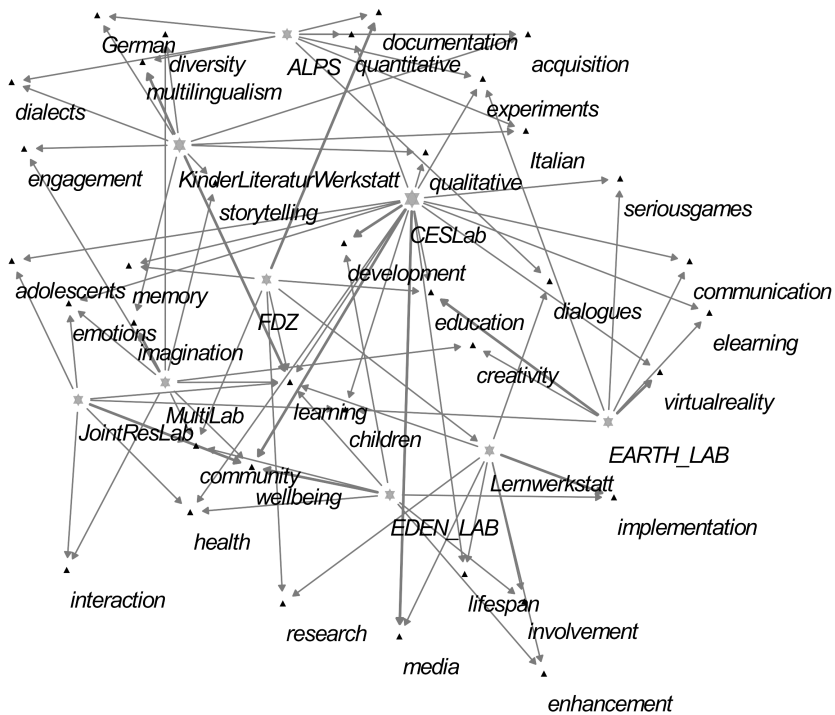 German
documentation
ALPS
quantitative
acquisition
diversity
multilingualism
dialects
experiments
Italian
engagement
KinderLiteraturWerkstatt
qualitative
storytelling
seriousgames
CESLab
development
adolescents
memory
communication
dialogues
emotions
FDZ
education
elearning
imagination
creativity
virtualreality
MultiLab
learning
JointResLab
children
EARTH_LAB
community
wellbeing
Lernwerkstatt
EDEN_LAB
implementation
health
interaction
lifespan
research
involvement
media
enhancement